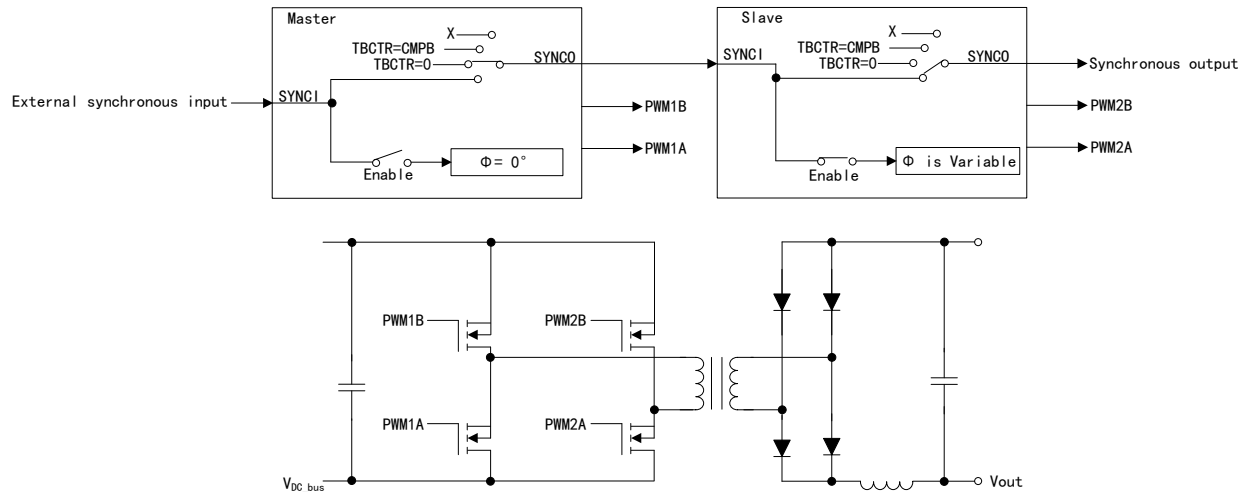 Master
X
TBCTR=CMPB
TBCTR=0
SYNCO
External synchronous input
SYNCI
PWM1B
PWM1A
Enable
Φ= 0°
Slave
X
TBCTR=CMPB
TBCTR=0
SYNCI
SYNCO
Synchronous output
PWM2B
PWM2A
Enable
Φ is Variable
PWM1B
PWM2B
PWM1A
PWM2A
VDC bus
Vout